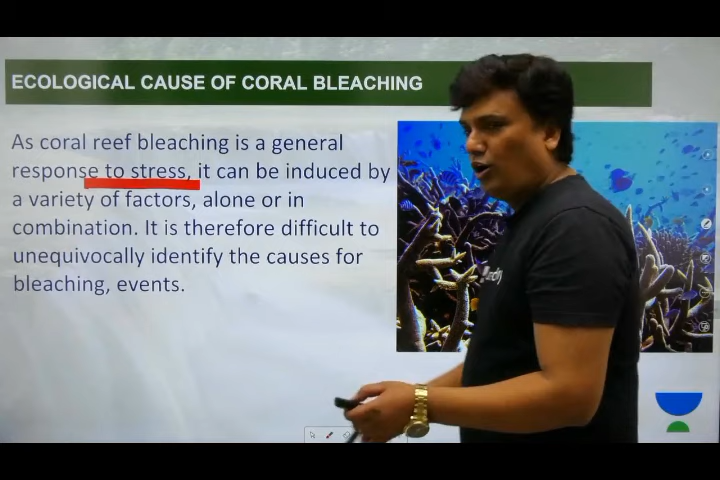 ECOLOGICAL CAUSE OF CORAL BLEACHING
As coral reef bleaching is a general
response to stress, it can be induced by
a variety of factors, alone or in
combination. It is therefore difficult to
unequivocally identify the causes for
bleaching, events.